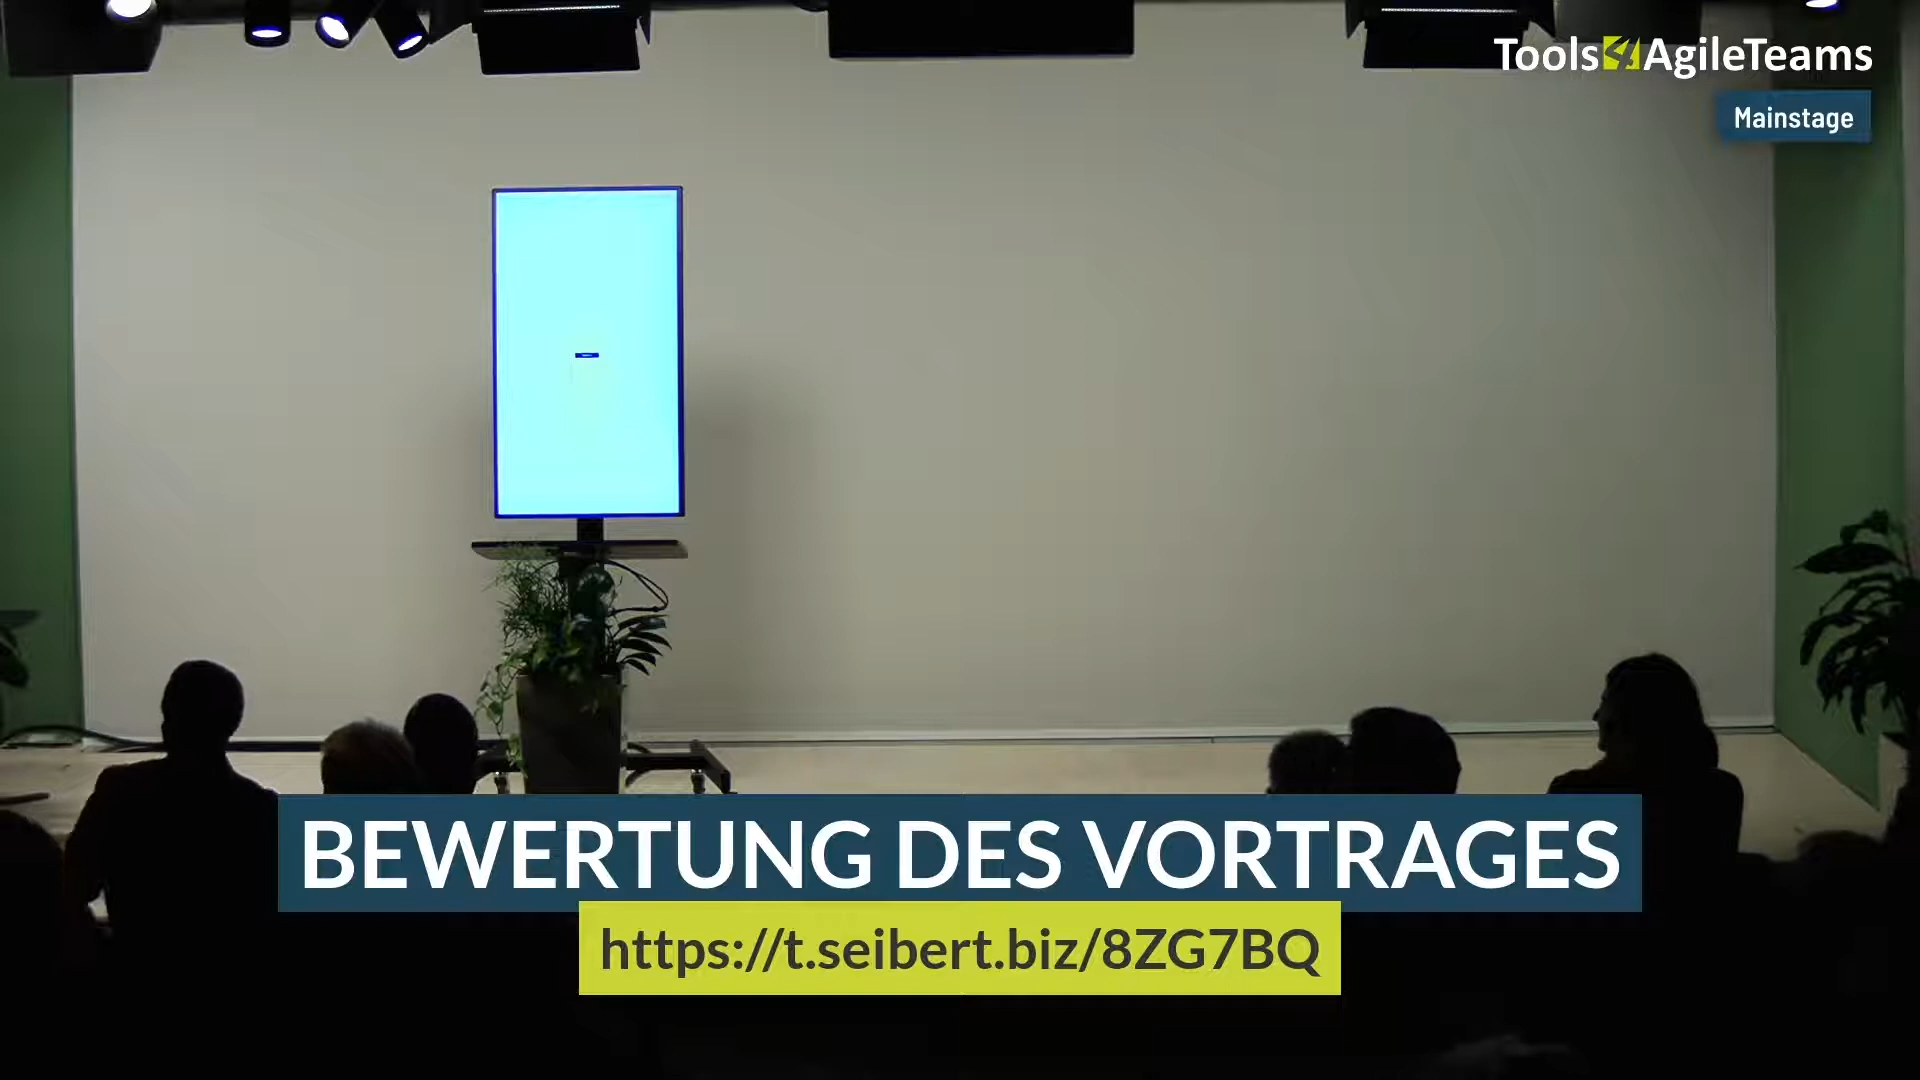 Tools4AgileTeams
Mainstage
BEWERTUNG DES VORTRAGES
https://t.seibert.biz/8ZG7BQ